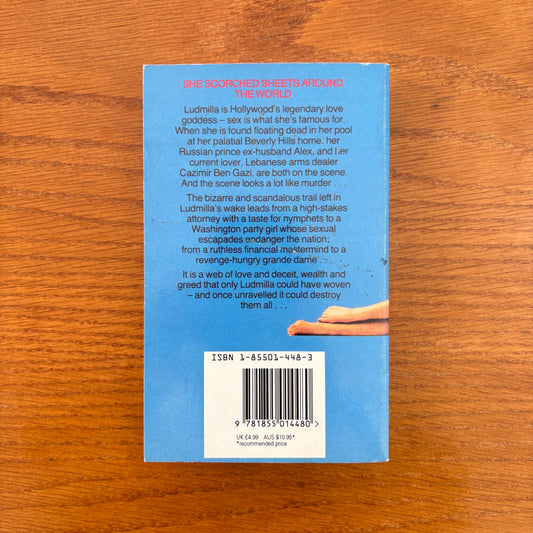 SHE SCORCHED SHEETS AROUND
THE WORLD
Ludmilla is Hollywood's legendary love
goddess – sex is what she's famous for.
When she is found floating dead in her pool
at her palatial Beverly Hills home, her
Russian prince ex-husband Alex, and her
current lover, Lebanese arms dealer
Cazimir Ben Gazi, are both on the scene.
And the scene looks a lot like murder . . .
The bizarre and scandalous trail left in
Ludmilla's wake leads from a high-stakes
attorney with a taste for nymphets to a
Washington party girl whose sexual
escapades endanger the nation;
from a ruthless financial mastermind to a
revenge-hungry grande dame . . .
It is a web of love and deceit, wealth and
greed that only Ludmilla could have woven
– and once unravelled it could destroy
them all . . .
ISBN 1-85501-448-3
9 781855 014480 >
UK £4.99 AUS $10.95*
*recommended price